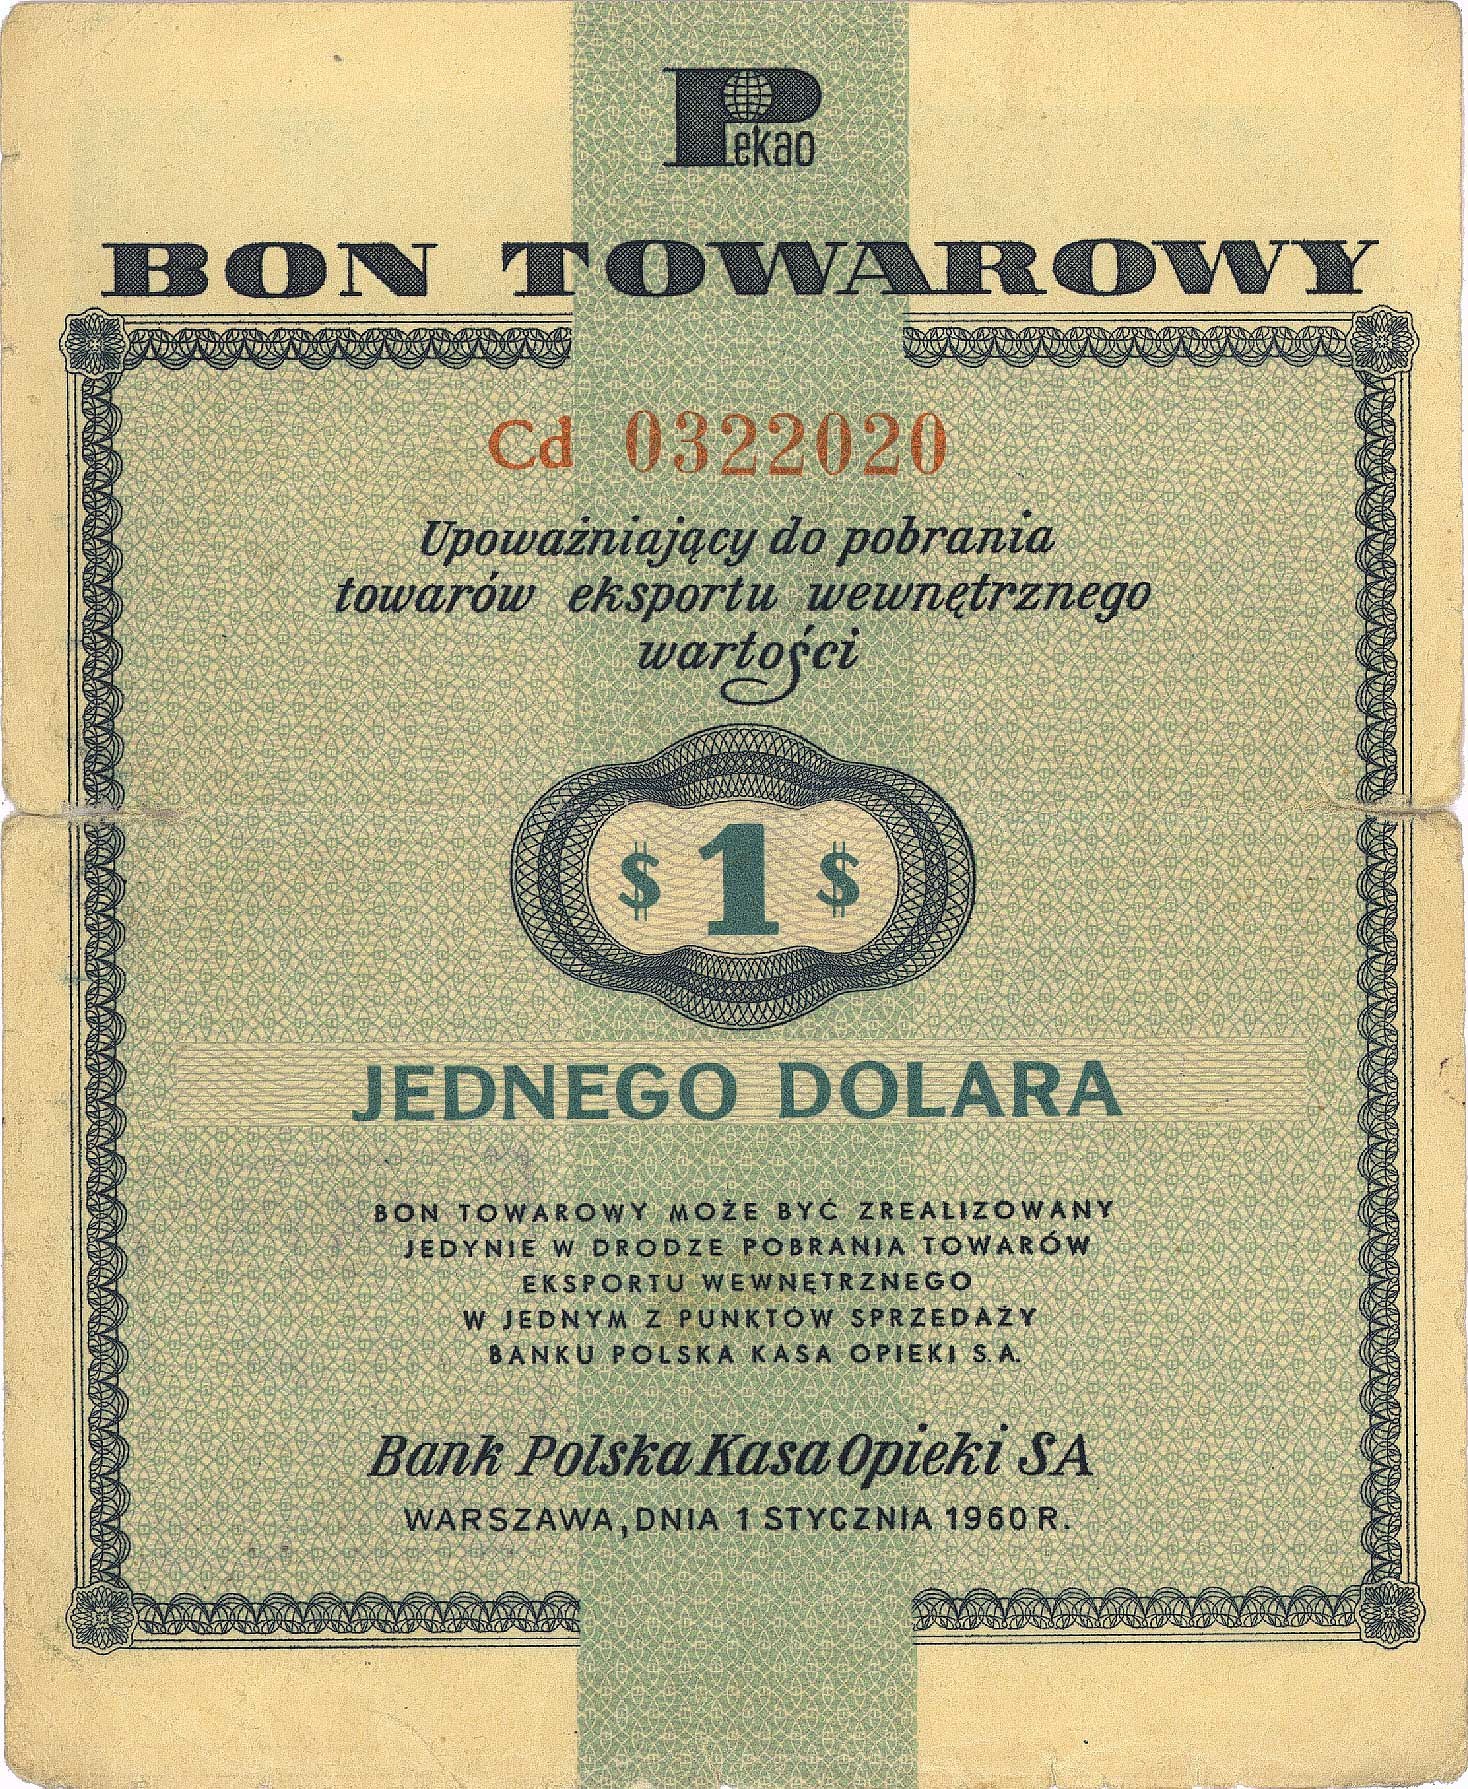 Pekao
BON TOWAROWY
Cd 0322020
Upoważniający do pobrania
towarów eksportu wewnętrznego
wartości
$ 1 $
JEDNEGO DOLARA
BON TOWAROWY MOŻE BYĆ ZREALIZOWANY
JEDYNIE W DRODZE POBRANIA TOWARÓW
EKSPORTU WEWNĘTRZNEGO
W JEDNYM Z PUNKTÓW SPRZEDAŻY
BANKU POLSKA KASA OPIEKI S.A.
Bank Polska Kasa Opieki SA
WARSZAWA, DNIA 1 STYCZNIA 1960 R.